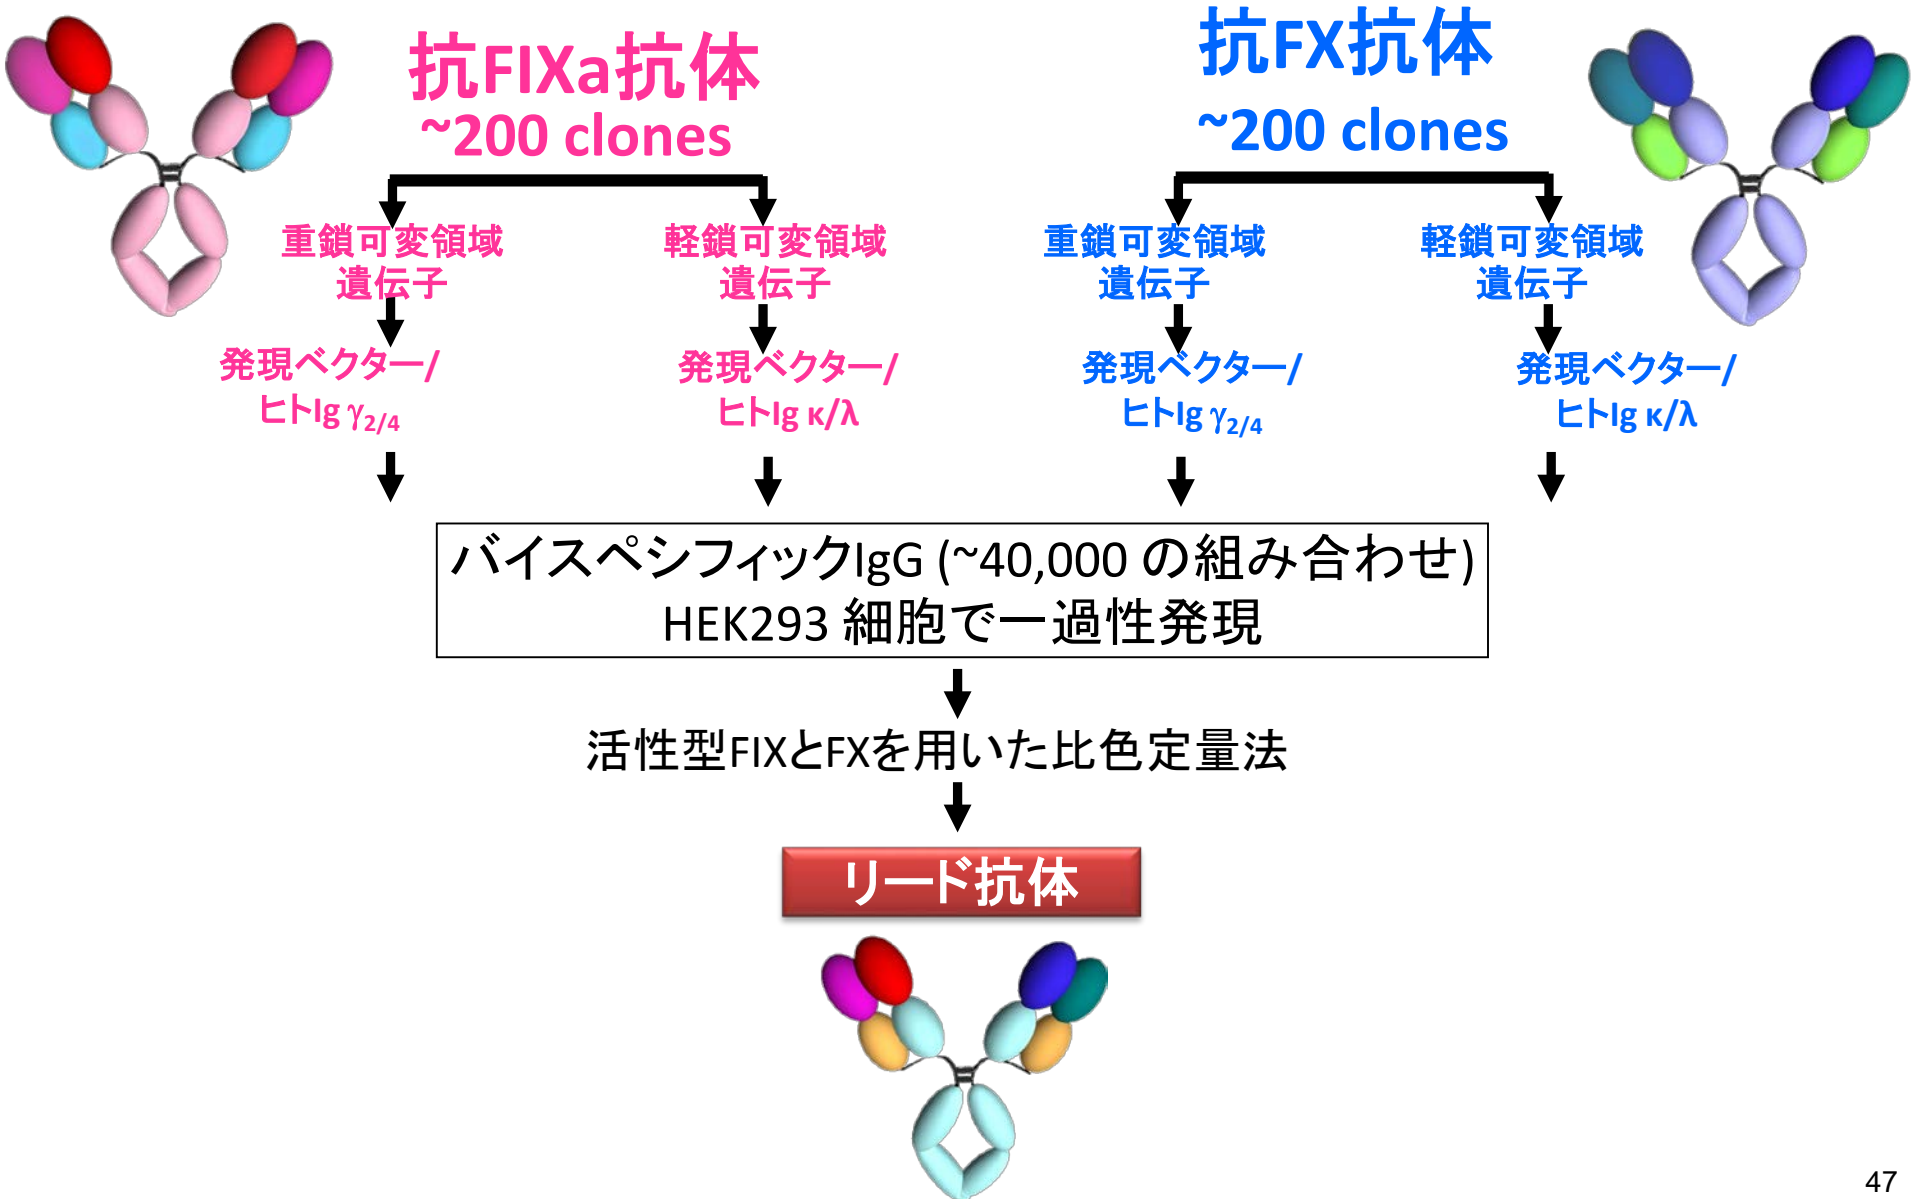 抗FIXa抗体
~200 clones
抗FX抗体
~200 clones
重鎖可変領域
遺伝子
軽鎖可変領域
遺伝子
重鎖可変領域
遺伝子
軽鎖可変領域
遺伝子
発現ベクター/
ヒトIg γ2/4
発現ベクター/
ヒトIg κ/λ
発現ベクター/
ヒトIg γ2/4
発現ベクター/
ヒトIg κ/λ
バイスペシフィックIgG (~40,000 の組み合わせ)
HEK293 細胞で一過性発現
活性型FIXとFXを用いた比色定量法
リード抗体
47